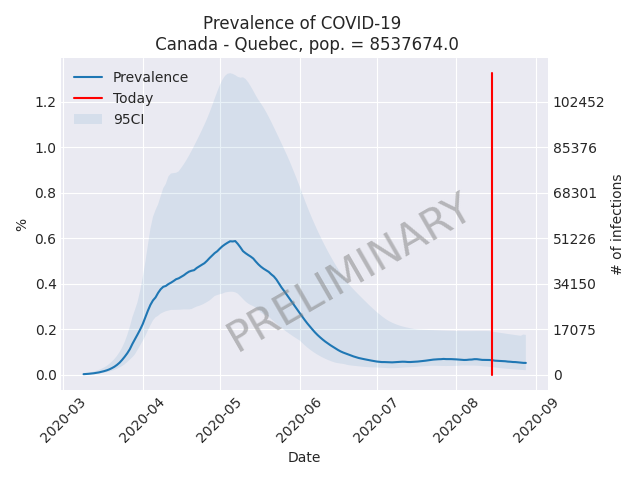 Prevalence of COVID-19
Canada - Quebec, pop. = 8537674.0
Prevalence
Today
95CI
1.2
1.0
0.8
0.6
0.4
0.2
0.0
%
102452
85376
68301
51226
34150
17075
0
# of infections
PRELIMINARY
2020-03
2020-04
2020-05
2020-06
2020-07
2020-08
2020-09
Date